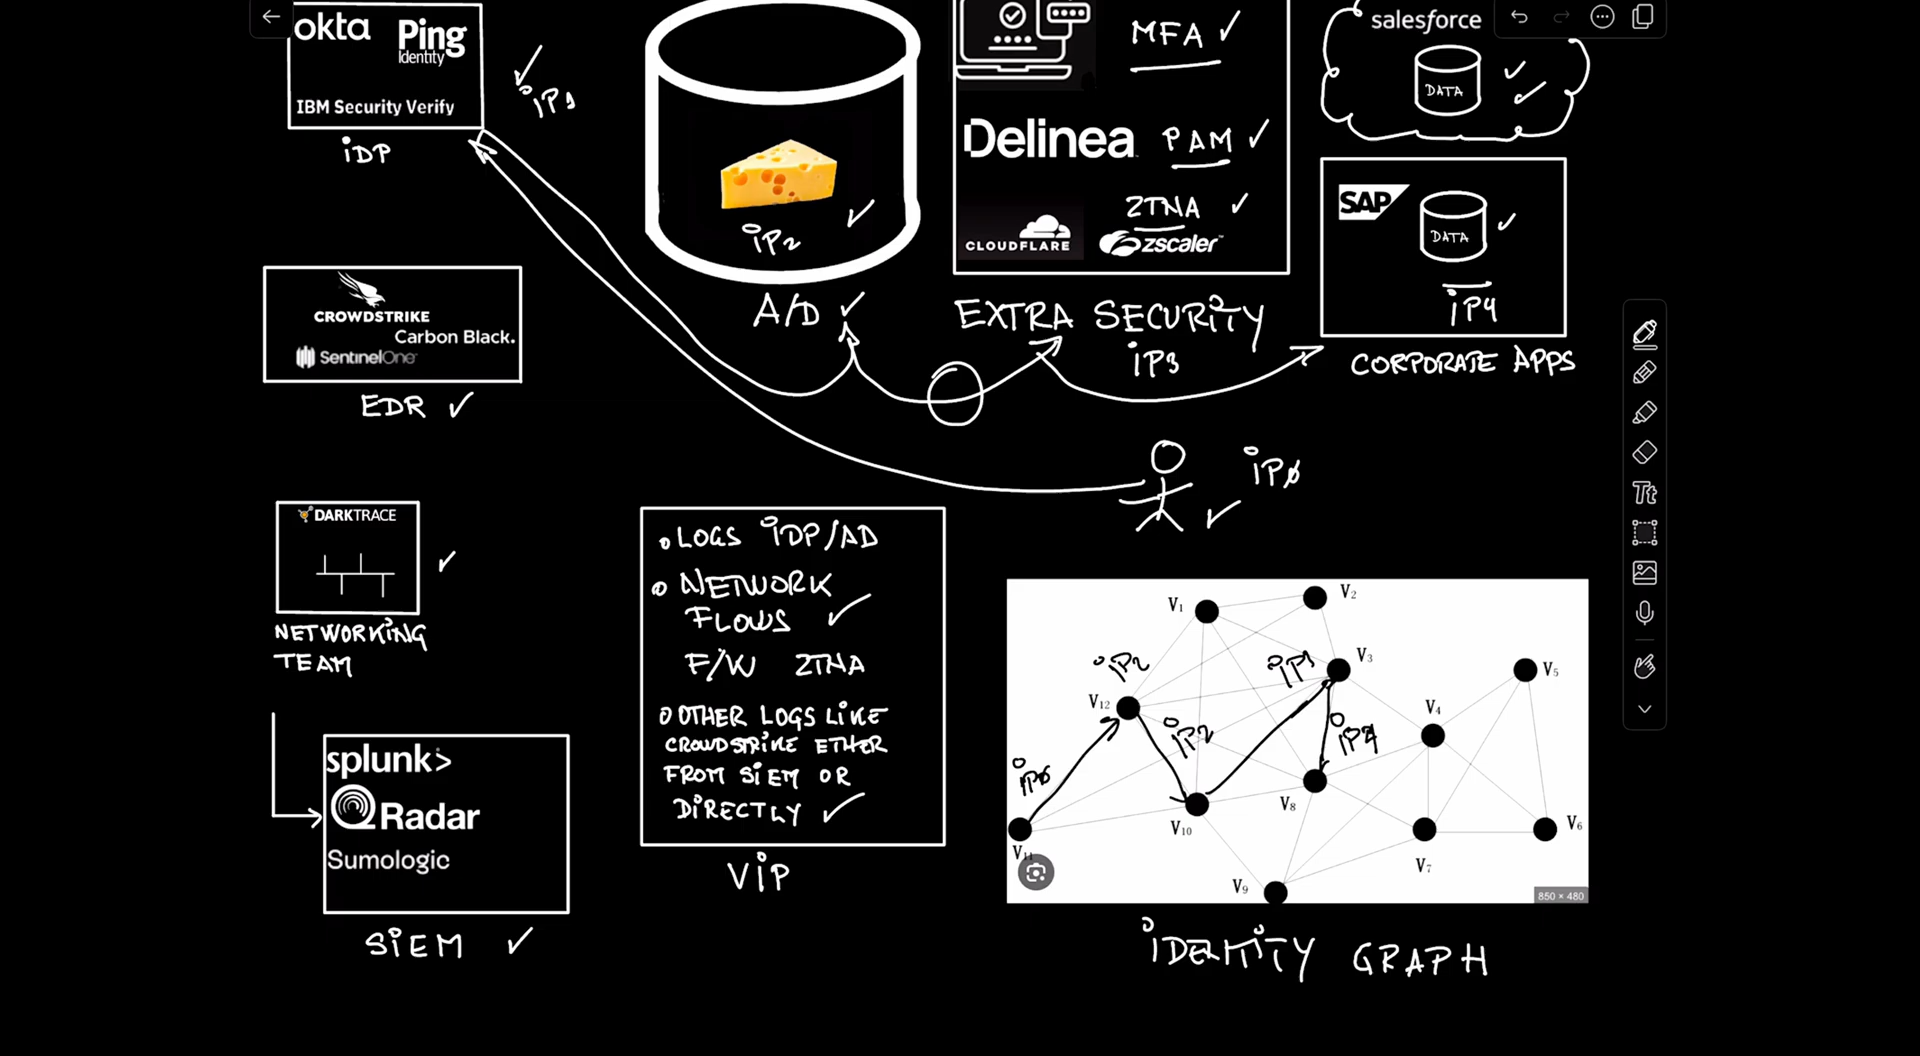 okta
Ping
Identity
IBM Security Verify
iDP
iP1
iP2
A/D
MFA
Delinea
PAM
ZTNA
CLOUDFLARE
zscaler
EXTRA SECURITY
iP3
salesforce
DATA
SAP
DATA
iP4
CORPORATE APPS
CROWDSTRIKE
Carbon Black.
SentinelOne
EDR
iP0
DARKTRACE
NETWORKING
TEAM
splunk>
QRadar
Sumologic
SiEM
LOGS iDP/AD
NETWORK
FLOWS
F/W ZTNA
OTHER LOGS LIKE
CROWDSTRIKE ETHER
FROM SiEM OR
DiRECTLY
ViP
V1
V2
V3
V4
V5
V6
V7
V8
V9
V10
V11
V12
iP0
iP2
iP2
iP4
850 × 480
iDENTiTY GRAPH
Tt